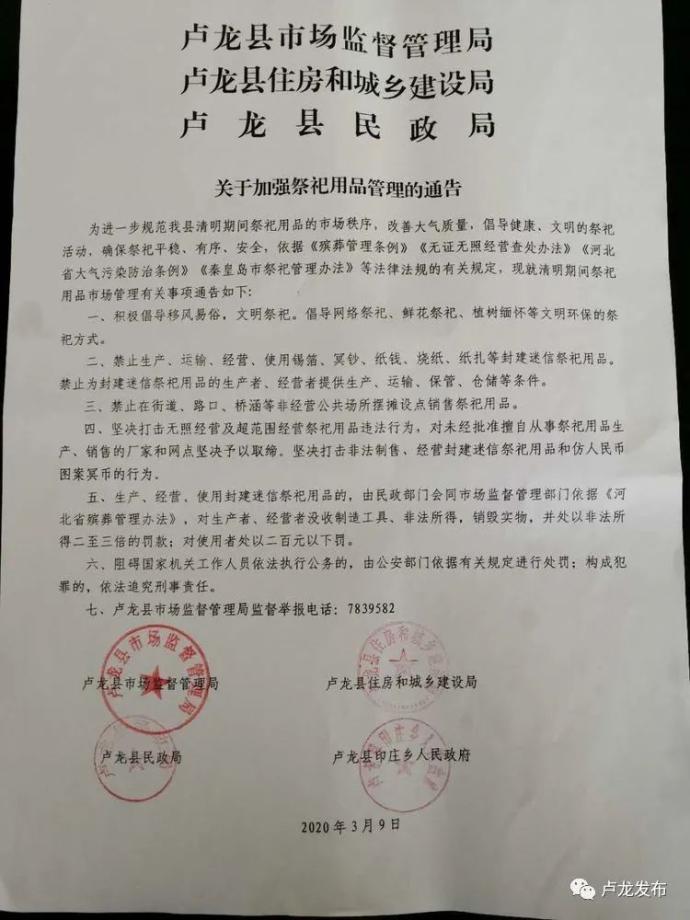 卢龙县市场监督管理局
卢龙县住房和城乡建设局
卢龙县民政局
关于加强祭祀用品管理的通告
为进一步规范我县清明期间祭祀用品的市场秩序，改善大气质量，倡导健康、文明的祭祀
活动，确保祭祀平稳、有序、安全，依据《殡葬管理条例》《无证无照经营查处办法》《河北
省大气污染防治条例》《秦皇岛市祭祀管理办法》等法律法规的有关规定，现就清明期间祭祀
用品市场管理有关事项通告如下：
一、积极倡导移风易俗，文明祭祀。倡导网络祭祀、鲜花祭祀、植树缅怀等文明环保的祭
祀方式。
二、禁止生产、运输、经营、使用锡箔、冥钞、纸钱、烧纸、纸扎等封建迷信祭祀用品。
禁止为封建迷信祭祀用品的生产者、经营者提供生产、运输、保管、仓储等条件。
三、禁止在街道、路口、桥涵等非经营公共场所摆摊设点销售祭祀用品。
四、坚决打击无照经营及超范围经营祭祀用品违法行为，对未经批准擅自从事祭祀用品生
产、销售的厂家和网点坚决予以取缔。坚决打击非法制售、经营封建迷信祭祀用品和仿人民币
图案冥币的行为。
五、生产、经营、使用封建迷信祭祀用品的，由民政部门会同市场监督管理部门依据《河
北省殡葬管理办法》，对生产者、经营者没收制造工具、非法所得，销毁实物，并处以非法所
得二至三倍的罚款；对使用者处以二百元以下罚。
六、阻碍国家机关工作人员依法执行公务的，由公安部门依据有关规定进行处罚；构成犯
罪的，依法追究刑事责任。
七、卢龙县市场监督管理局监督举报电话：7839582
卢龙县市场监督管理局
卢龙县市场监督管理局
卢龙县住房和城乡建设局
卢龙县民政局
卢龙县印庄乡人民政府
2020年3月9日
卢龙发布